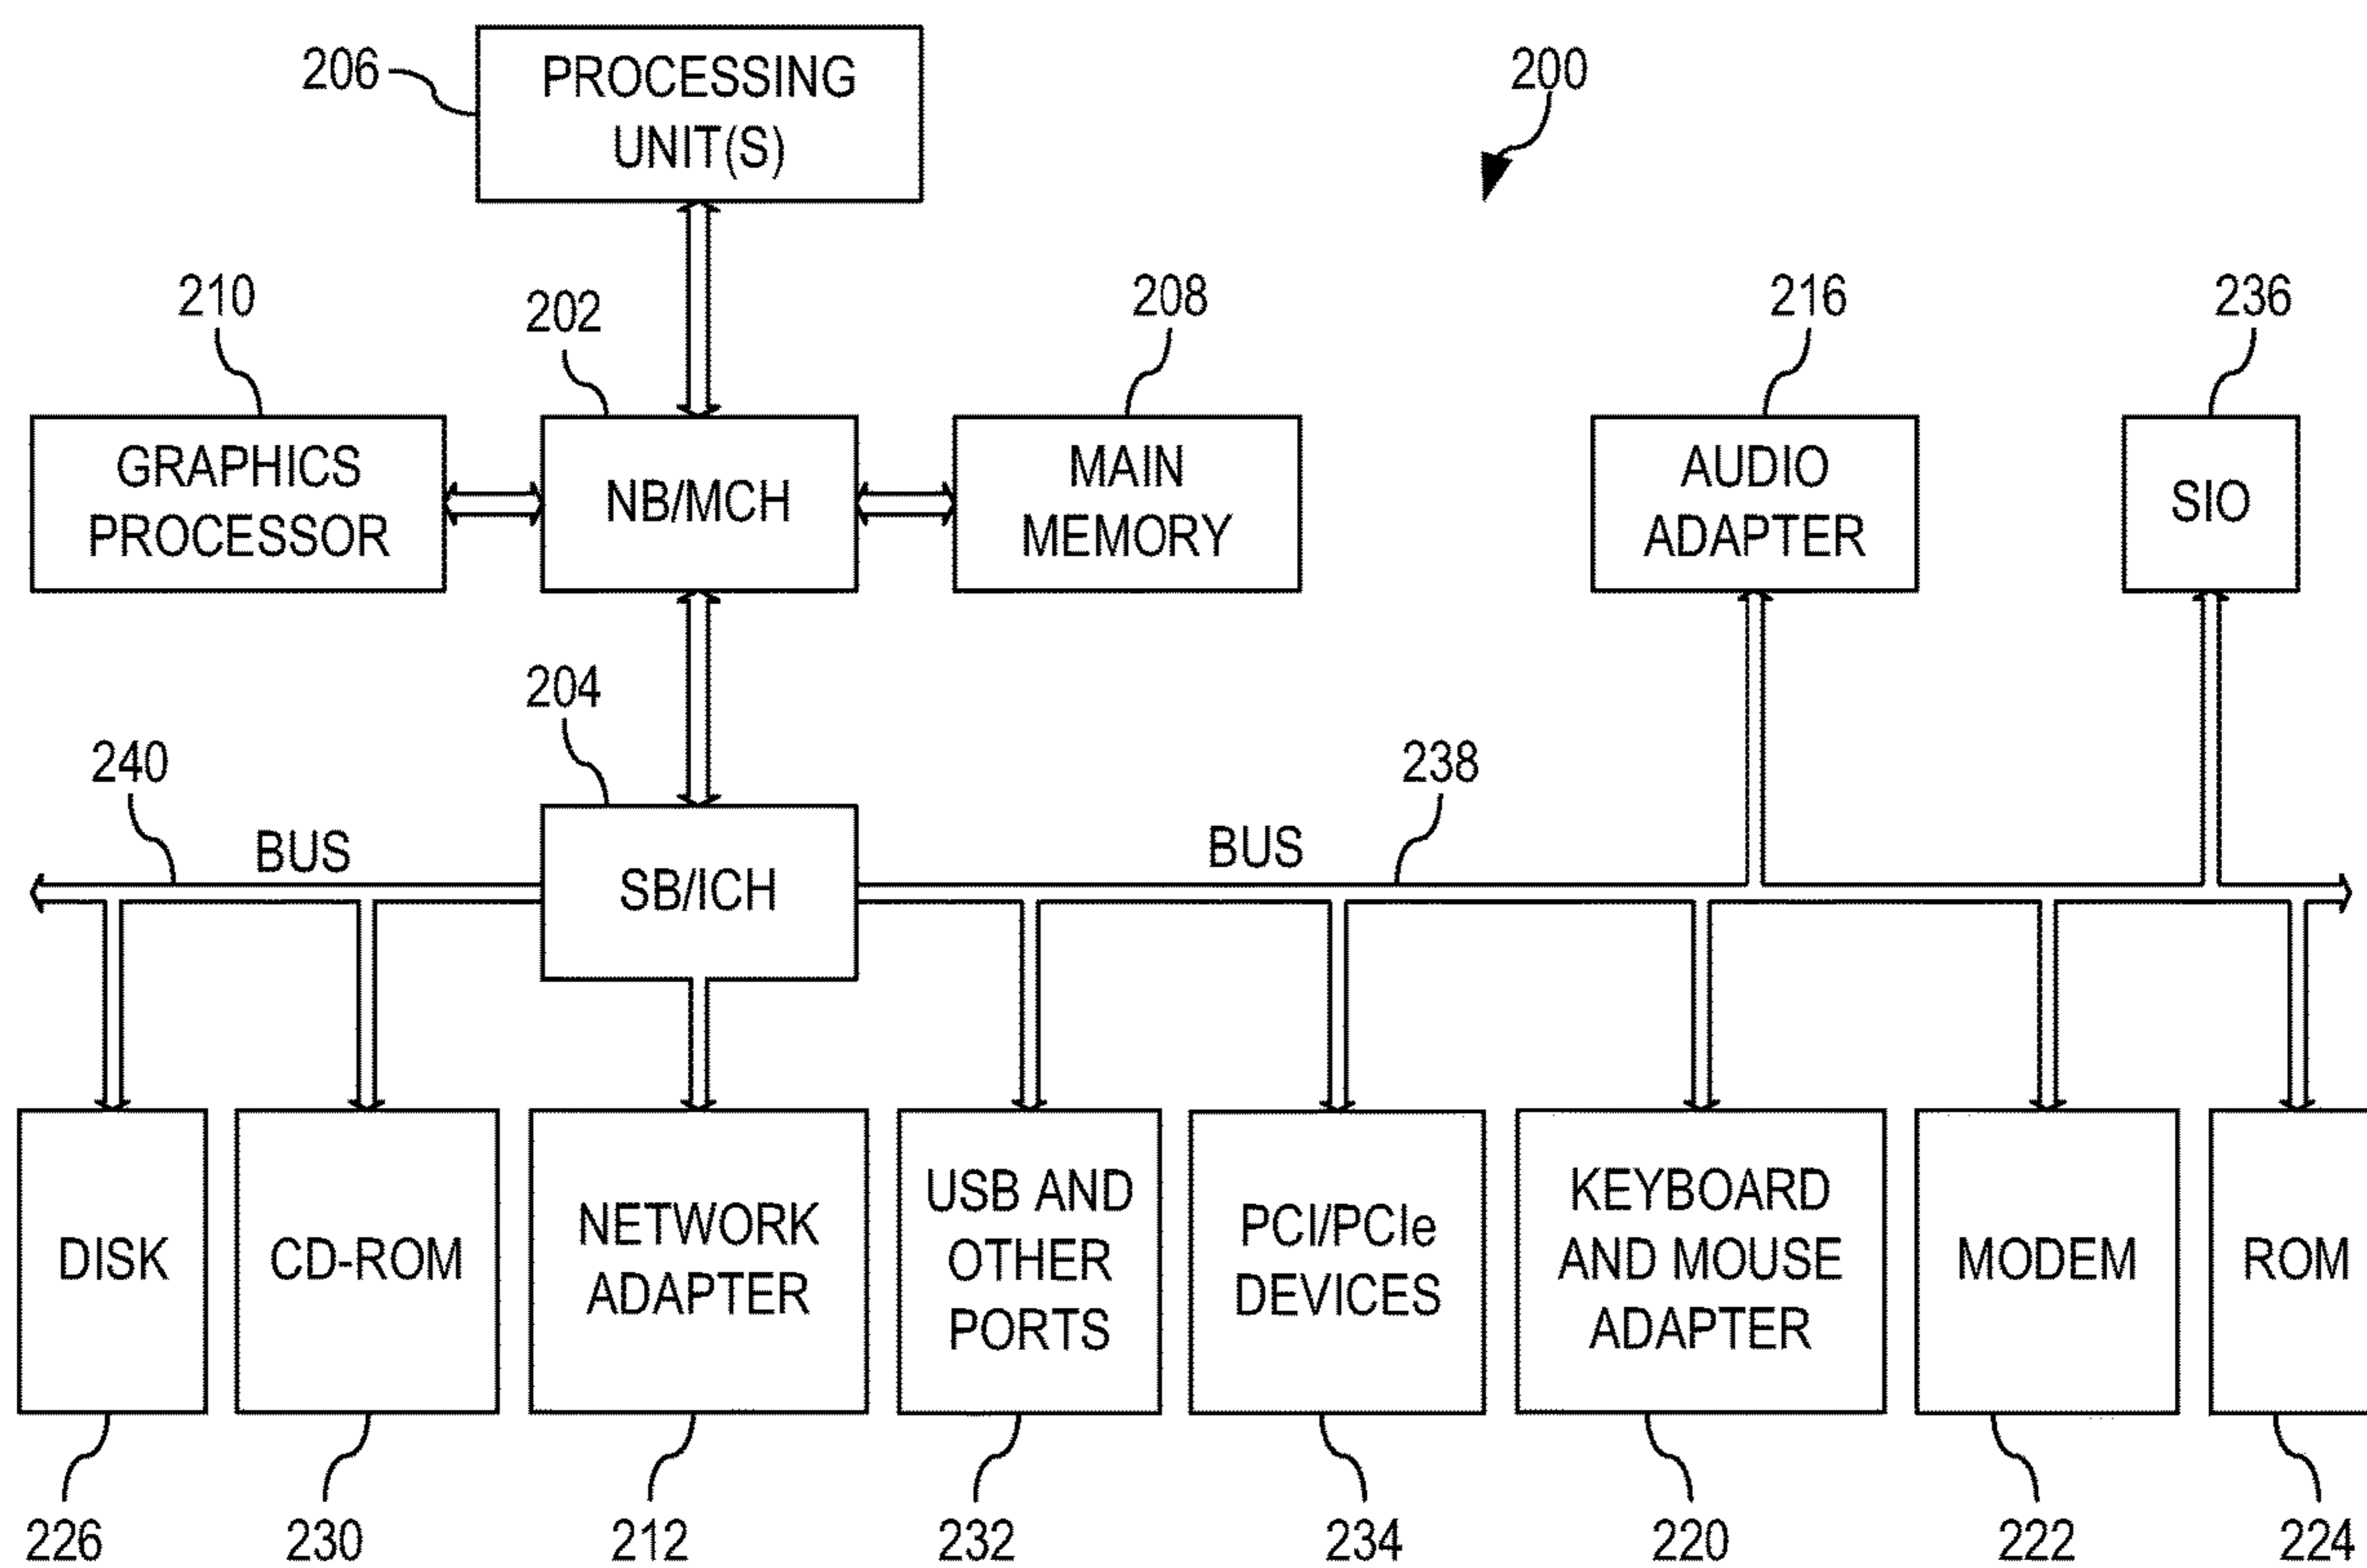 206
PROCESSING
UNIT(S)
200
210
202
208
216
236
GRAPHICS
PROCESSOR
NB/MCH
MAIN
MEMORY
AUDIO
ADAPTER
SIO
204
240
238
BUS
BUS
SB/ICH
DISK
CD-ROM
NETWORK
ADAPTER
USB AND
OTHER
PORTS
PCI/PCIe
DEVICES
KEYBOARD
AND MOUSE
ADAPTER
MODEM
ROM
226
230
212
232
234
220
222
224